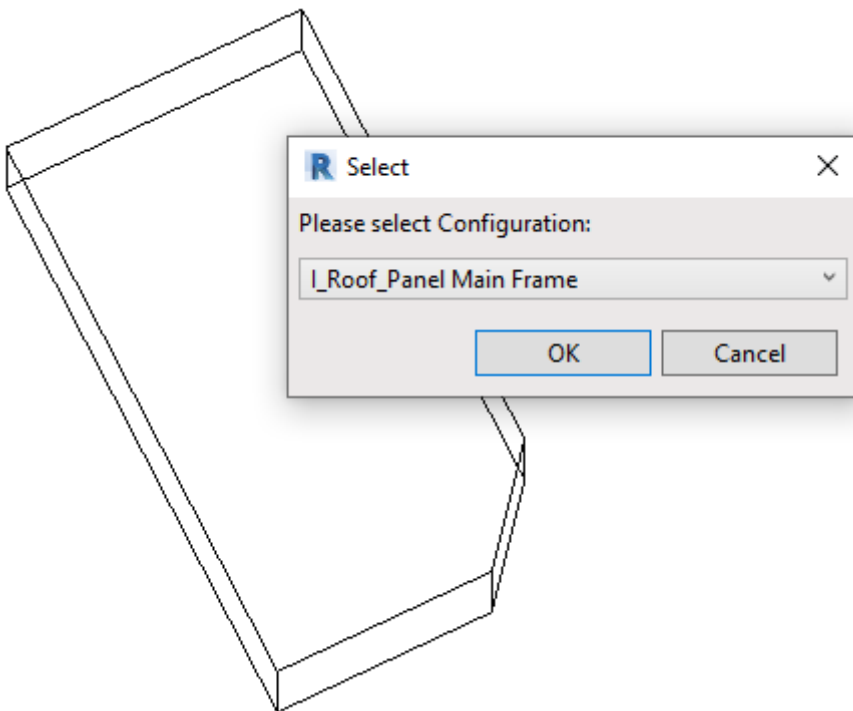 Select
Please select Configuration:
I_Roof_Panel Main Frame
OK
Cancel